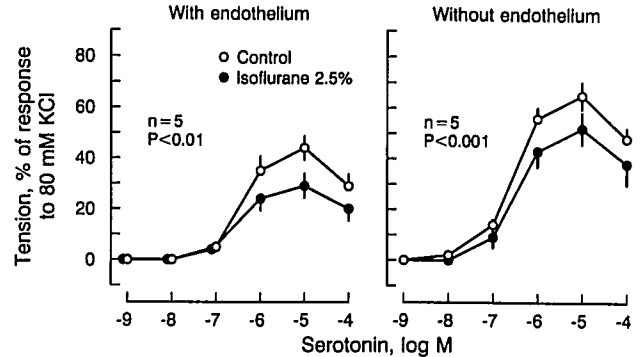 With endothelium
Without endothelium
Tension, % of response
to 80 mM KCl
80
60
40
20
0
Control
Isoflurane 2.5%
n=5
P<0.01
n=5
P<0.001
-9 -8 -7 -6 -5 -4
-9 -8 -7 -6 -5 -4
Serotonin, log M